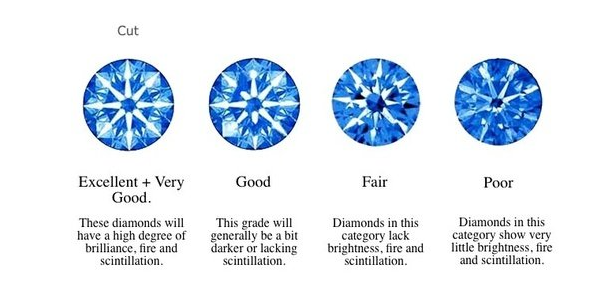 Cut
Excellent + Very
Good.
These diamonds will
have a high degree of
brilliance, fire and
scintillation.
Good
This grade will
generally be a bit
darker or lacking
scintillation.
Fair
Diamonds in this
category lack
brightness, fire and
scintillation.
Poor
Diamonds in this
category show very
little brightness, fire
and scintillation.